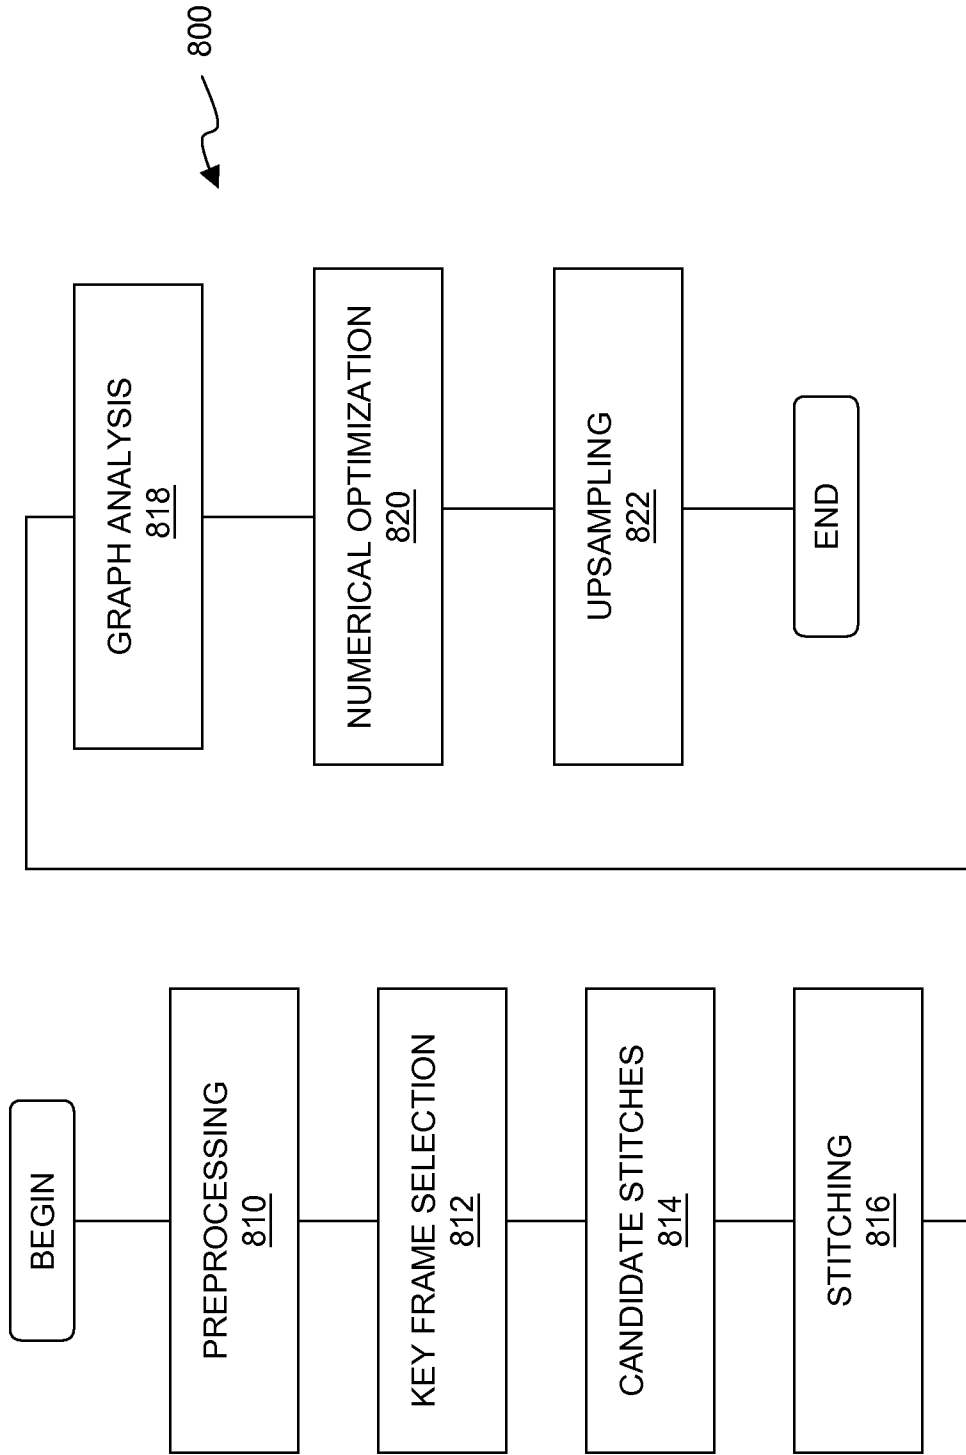 BEGIN
PREPROCESSING
810
KEY FRAME SELECTION
812
CANDIDATE STITCHES
814
STITCHING
816
GRAPH ANALYSIS
818
NUMERICAL OPTIMIZATION
820
UPSAMPLING
822
END
800